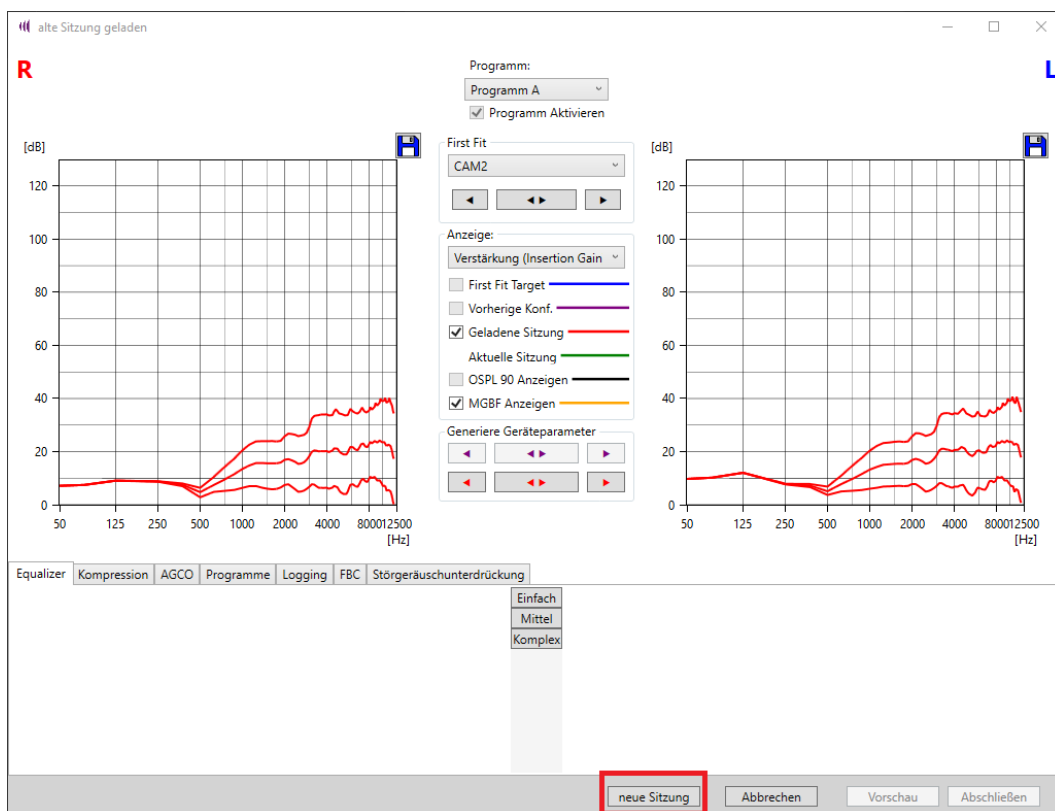 alte Sitzung geladen
R
L
Programm:
Programm A
Programm Aktivieren
First Fit
CAM2
Anzeige:
Verstärkung (Insertion Gain
First Fit Target
Vorherige Konf.
Geladene Sitzung
Aktuelle Sitzung
OSPL 90 Anzeigen
MGBF Anzeigen
Generiere Geräteparameter
[dB]
120
100
80
60
40
20
0
50 125 250 500 1000 2000 4000 8000 12500
[Hz]
[dB]
120
100
80
60
40
20
0
50 125 250 500 1000 2000 4000 8000 12500
[Hz]
Equalizer Kompression AGCO Programme Logging FBC Störgeräuschunterdrückung
Einfach
Mittel
Komplex
neue Sitzung Abbrechen Vorschau Abschließen